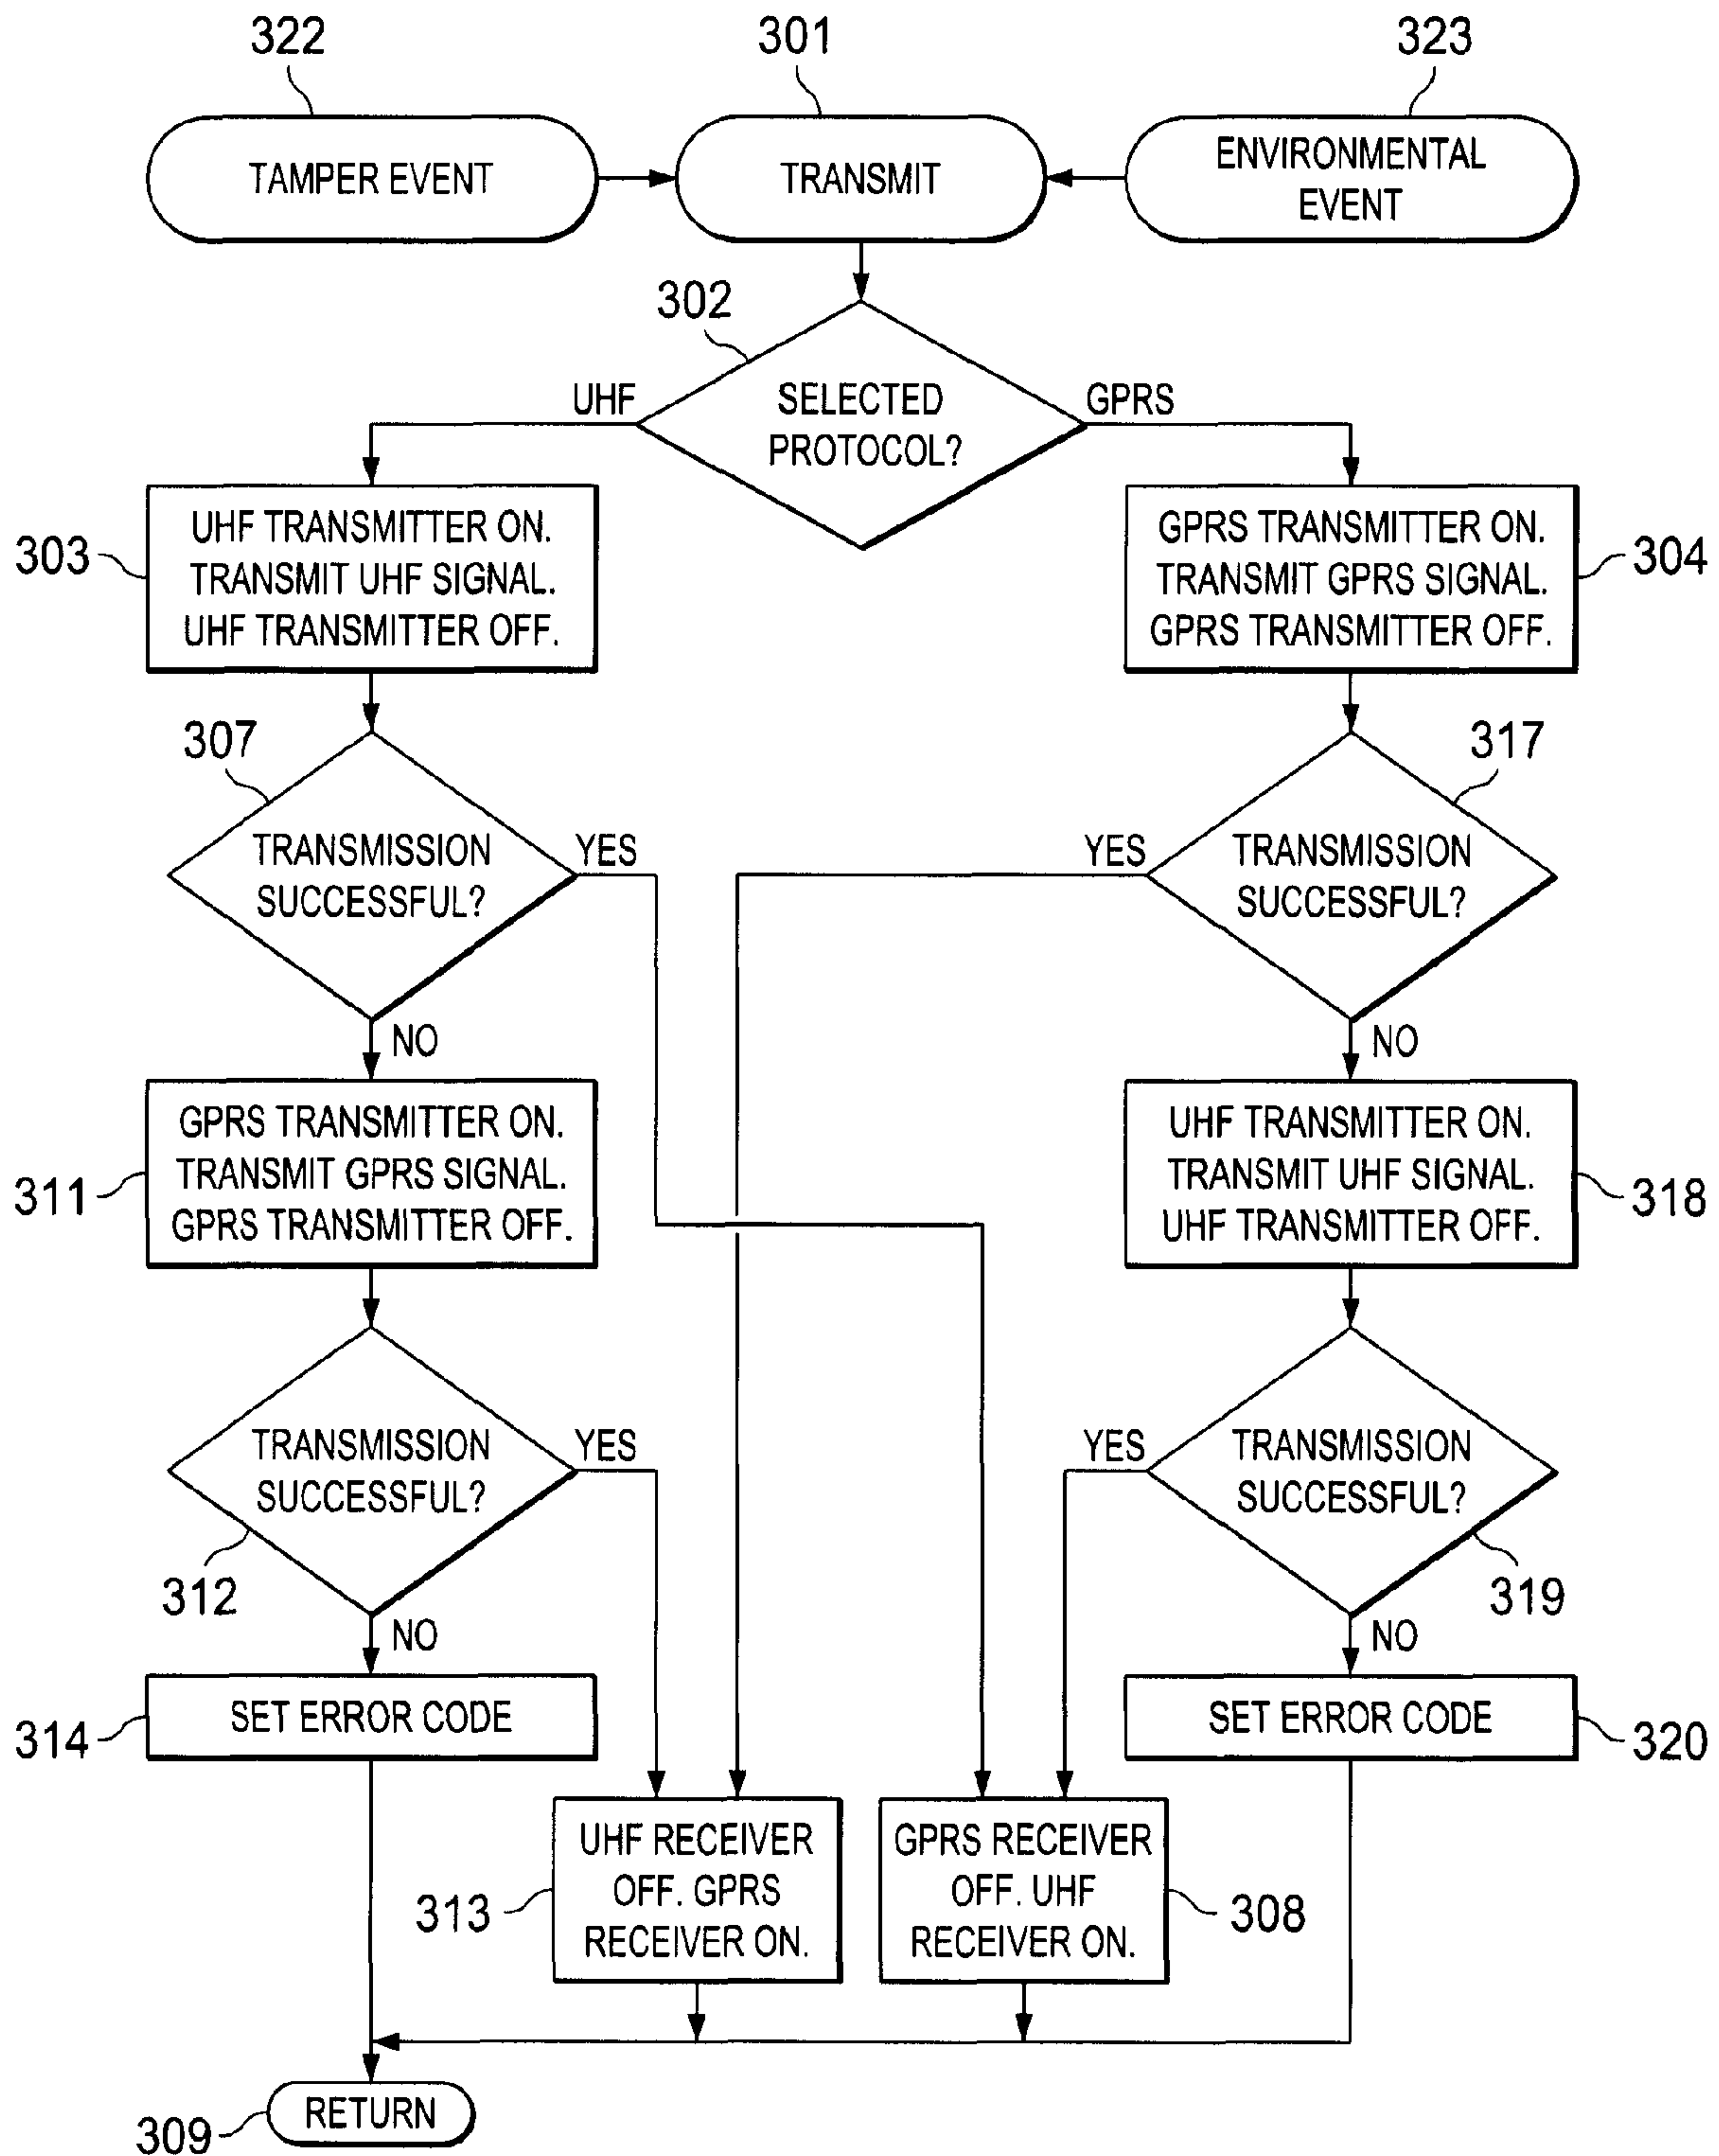 322
301
323
TAMPER EVENT
TRANSMIT
ENVIRONMENTAL
EVENT
302
UHF
SELECTED
PROTOCOL?
GPRS
303
UHF TRANSMITTER ON.
TRANSMIT UHF SIGNAL.
UHF TRANSMITTER OFF.
GPRS TRANSMITTER ON.
TRANSMIT GPRS SIGNAL.
GPRS TRANSMITTER OFF.
304
307
TRANSMISSION
SUCCESSFUL?
YES
317
YES
TRANSMISSION
SUCCESSFUL?
NO
NO
311
GPRS TRANSMITTER ON.
TRANSMIT GPRS SIGNAL.
GPRS TRANSMITTER OFF.
UHF TRANSMITTER ON.
TRANSMIT UHF SIGNAL.
UHF TRANSMITTER OFF.
318
TRANSMISSION
SUCCESSFUL?
YES
312
YES
TRANSMISSION
SUCCESSFUL?
319
NO
NO
314
SET ERROR CODE
SET ERROR CODE
320
313
UHF RECEIVER
OFF. GPRS
RECEIVER ON.
GPRS RECEIVER
OFF. UHF
RECEIVER ON.
308
309
RETURN